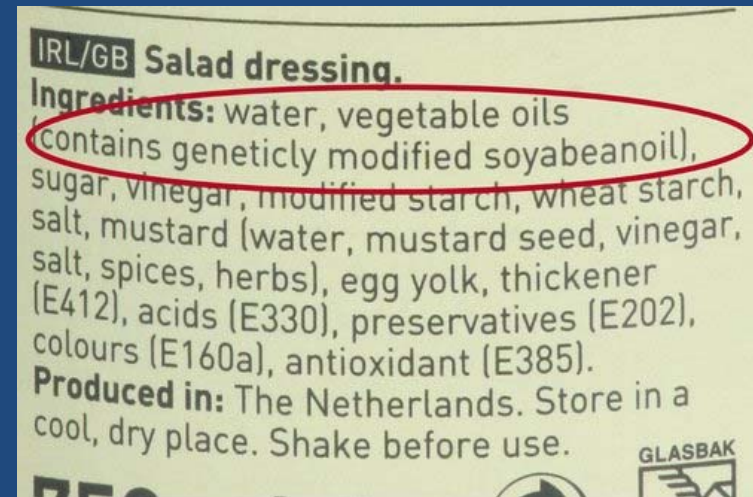 IRL/GB Salad dressing.
Ingredients: water, vegetable oils
(contains geneticly modified soyabeanoil),
sugar, vinegar, modified starch, wheat starch,
salt, mustard (water, mustard seed, vinegar,
salt, spices, herbs), egg yolk, thickener
(E412), acids (E330), preservatives (E202),
colours (E160a), antioxidant (E385).
Produced in: The Netherlands. Store in a
cool, dry place. Shake before use.
GLASBAK